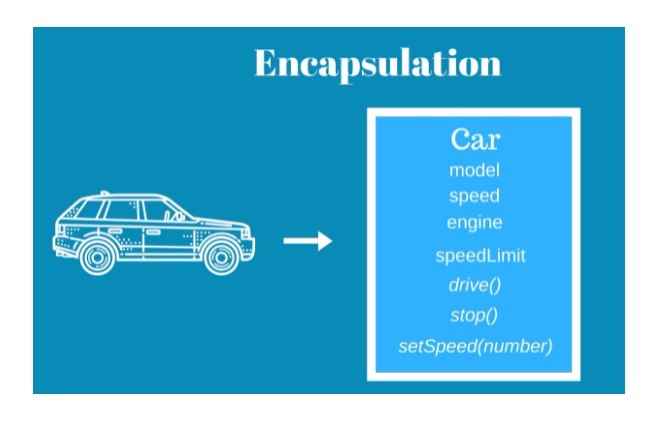 Encapsulation
Car
model
speed
engine
speedLimit
drive()
stop()
setSpeed(number)